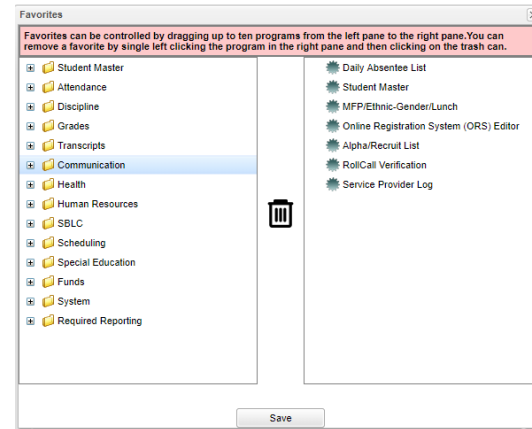 Favorites
Favorites can be controlled by dragging up to ten programs from the left pane to the right pane.You can
remove a favorite by single left clicking the program in the right pane and then clicking on the trash can.
Student Master
Attendance
Discipline
Grades
Transcripts
Communication
Health
Human Resources
SBLC
Scheduling
Special Education
Funds
System
Required Reporting
Daily Absentee List
Student Master
MFP/Ethnic-Gender/Lunch
Online Registration System (ORS) Editor
Alpha/Recruit List
RollCall Verification
Service Provider Log
Save